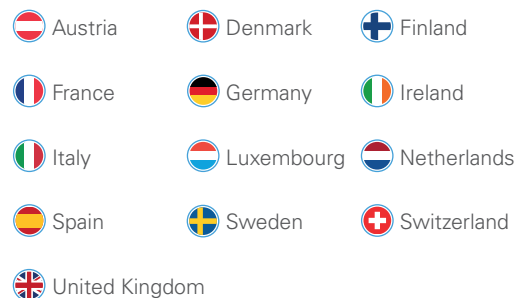 Austria Denmark Finland
France Germany Ireland
Italy Luxembourg Netherlands
Spain Sweden Switzerland
United Kingdom